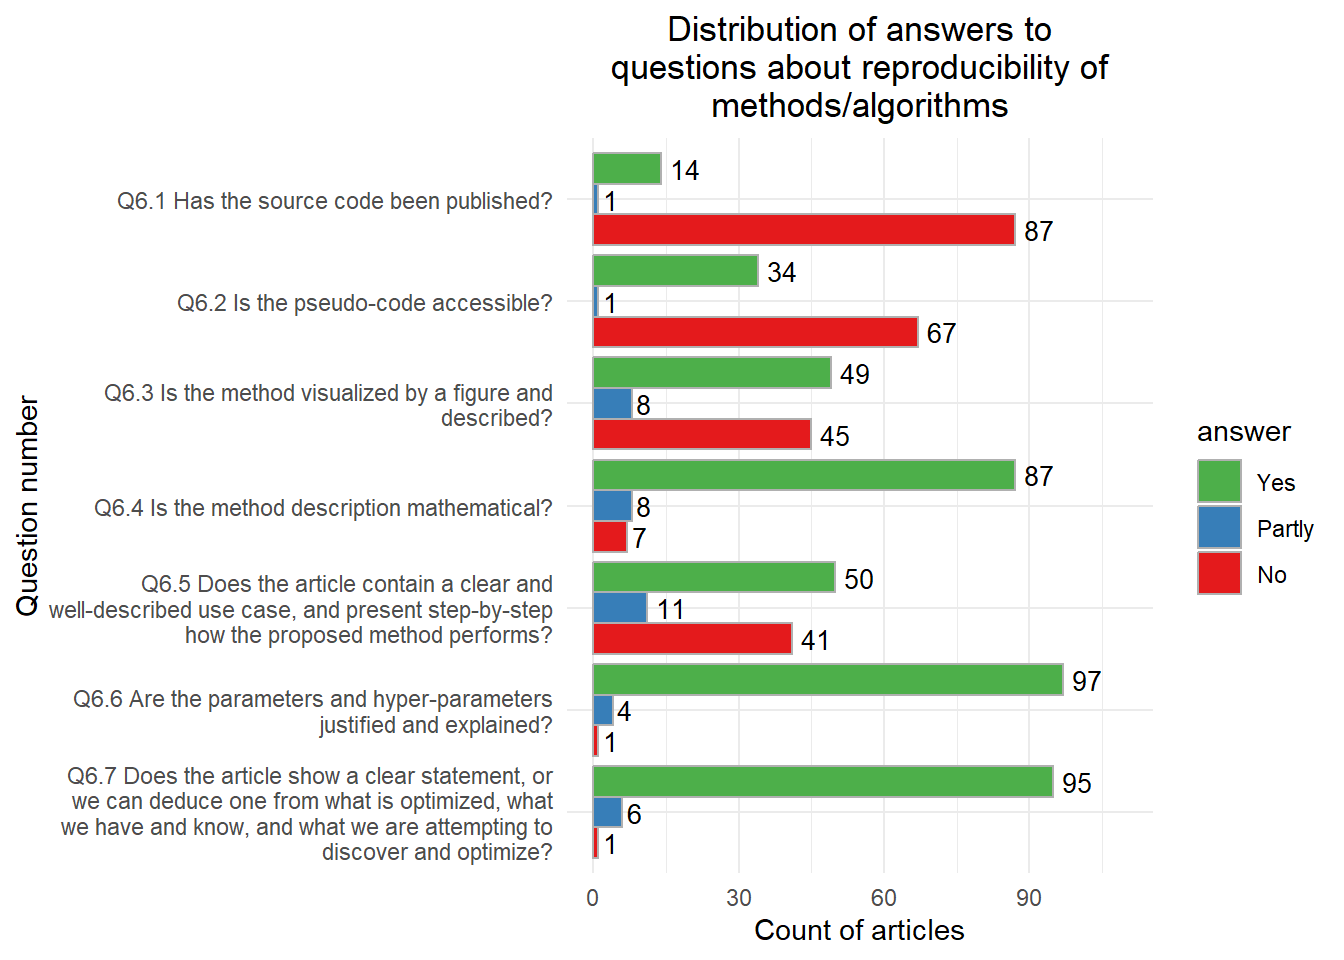 Distribution of answers to
questions about reproducibility of
methods/algorithms
Question number
Q6.1 Has the source code been published?
14
1
87
Q6.2 Is the pseudo-code accessible?
34
1
67
Q6.3 Is the method visualized by a figure and
described?
49
8
45
Q6.4 Is the method description mathematical?
87
8
7
Q6.5 Does the article contain a clear and
well-described use case, and present step-by-step
how the proposed method performs?
50
11
41
Q6.6 Are the parameters and hyper-parameters
justified and explained?
97
4
1
Q6.7 Does the article show a clear statement, or
we can deduce one from what is optimized, what
we have and know, and what we are attempting to
discover and optimize?
95
6
1
0 30 60 90
Count of articles
answer
Yes
Partly
No